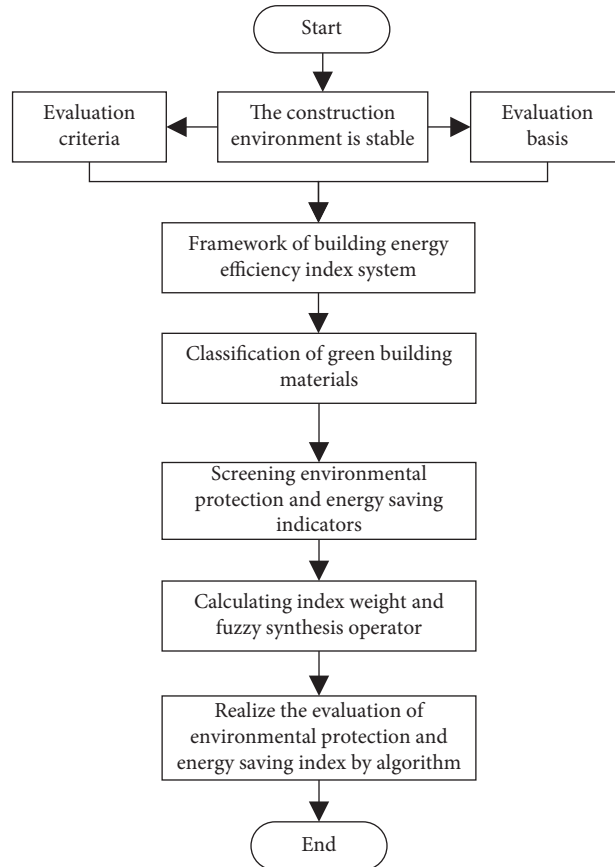 Start
Evaluation
criteria
The construction
environment is stable
Evaluation
basis
Framework of building energy
efficiency index system
Classification of green building
materials
Screening environmental
protection and energy saving
indicators
Calculating index weight and
fuzzy synthesis operator
Realize the evaluation of
environmental protection and
energy saving index by algorithm
End